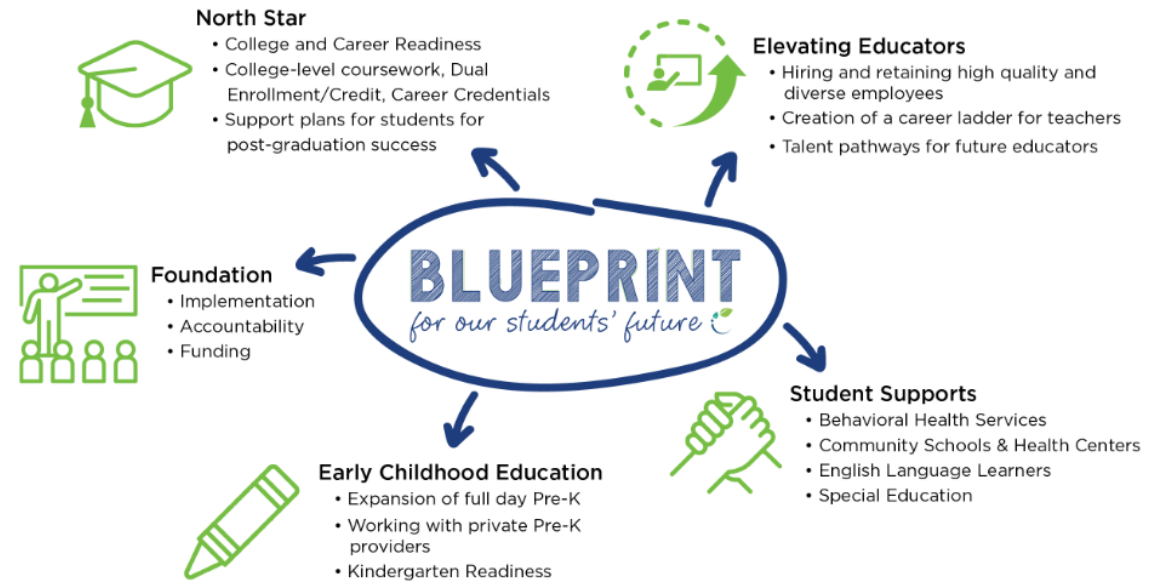 North Star
• College and Career Readiness
• College-level coursework, Dual
Enrollment/Credit, Career Credentials
• Support plans for students for
post-graduation success
Elevating Educators
• Hiring and retaining high quality and
diverse employees
• Creation of a career ladder for teachers
• Talent pathways for future educators
Foundation
• Implementation
• Accountability
• Funding
BLUEPRINT
for our students' future
Student Supports
• Behavioral Health Services
• Community Schools & Health Centers
• English Language Learners
• Special Education
Early Childhood Education
• Expansion of full day Pre-K
• Working with private Pre-K
providers
• Kindergarten Readiness